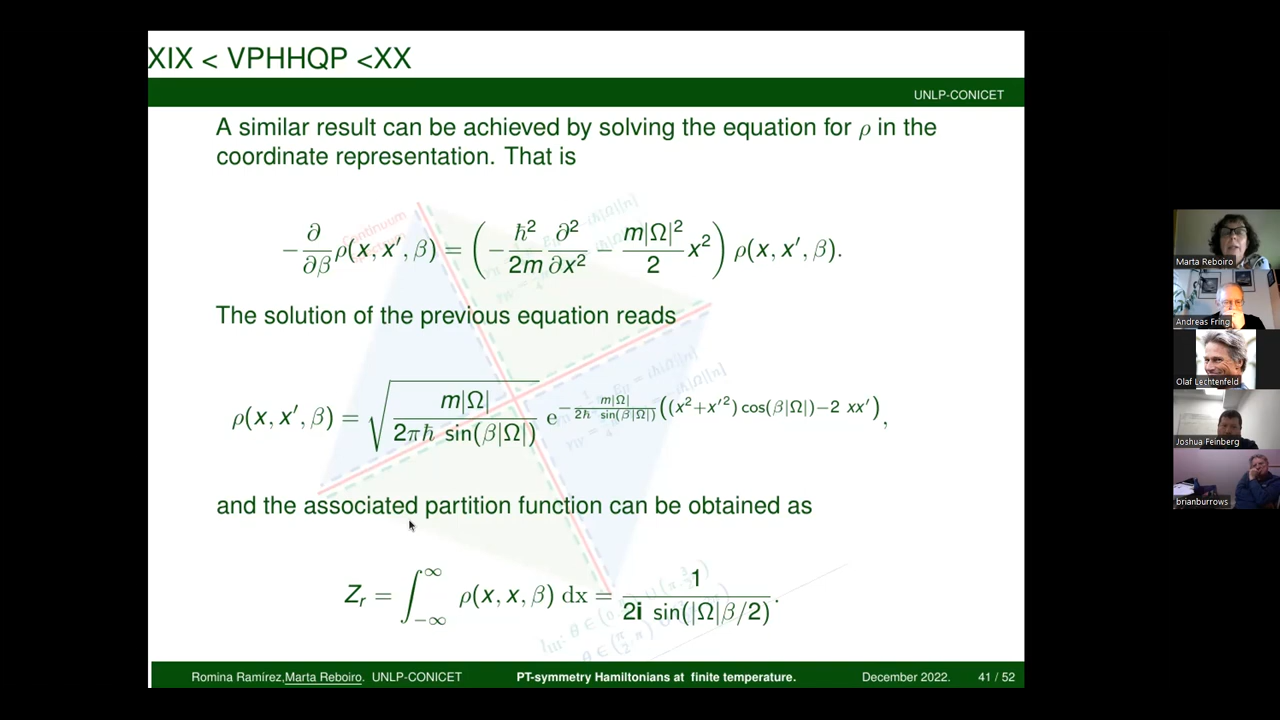 XIX < VPHHQP <XX
UNLP-CONICET
A similar result can be achieved by solving the equation for ρ in the
coordinate representation. That is
−∂/∂β ρ(x, x′, β) = (−ħ²/2m ∂²/∂x² − m|Ω|²/2 x²) ρ(x, x′, β).
The solution of the previous equation reads
ρ(x, x′, β) = √(m|Ω| / 2πħ sin(β|Ω|)) e^{−m|Ω| / 2ħ sin(β|Ω|) ((x²+x′²) cos(β|Ω|)−2 xx′)},
and the associated partition function can be obtained as
Zᵣ = ∫_{−∞}^{∞} ρ(x, x, β) dx = 1 / 2i sin(|Ω|β/2).
Romina Ramírez,Marta Reboiro. UNLP-CONICET
PT-symmetry Hamiltonians at finite temperature.
December 2022.
41 / 52
Marta Reboiro
Andreas Fring
Olaf Lechtenfeld
Joshua Feinberg
brianburrows
Continuum